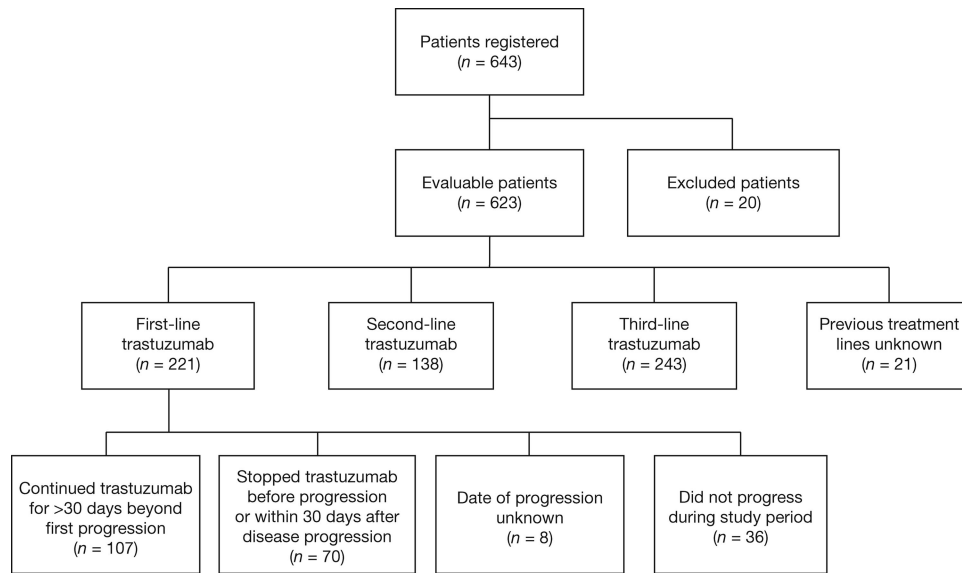 Patients registered
(n = 643)
Evaluable patients
(n = 623)
Excluded patients
(n = 20)
First-line
trastuzumab
(n = 221)
Second-line
trastuzumab
(n = 138)
Third-line
trastuzumab
(n = 243)
Previous treatment
lines unknown
(n = 21)
Continued trastuzumab
for >30 days beyond
first progression
(n = 107)
Stopped trastuzumab
before progression
or within 30 days after
disease progression
(n = 70)
Date of progression
unknown
(n = 8)
Did not progress
during study period
(n = 36)